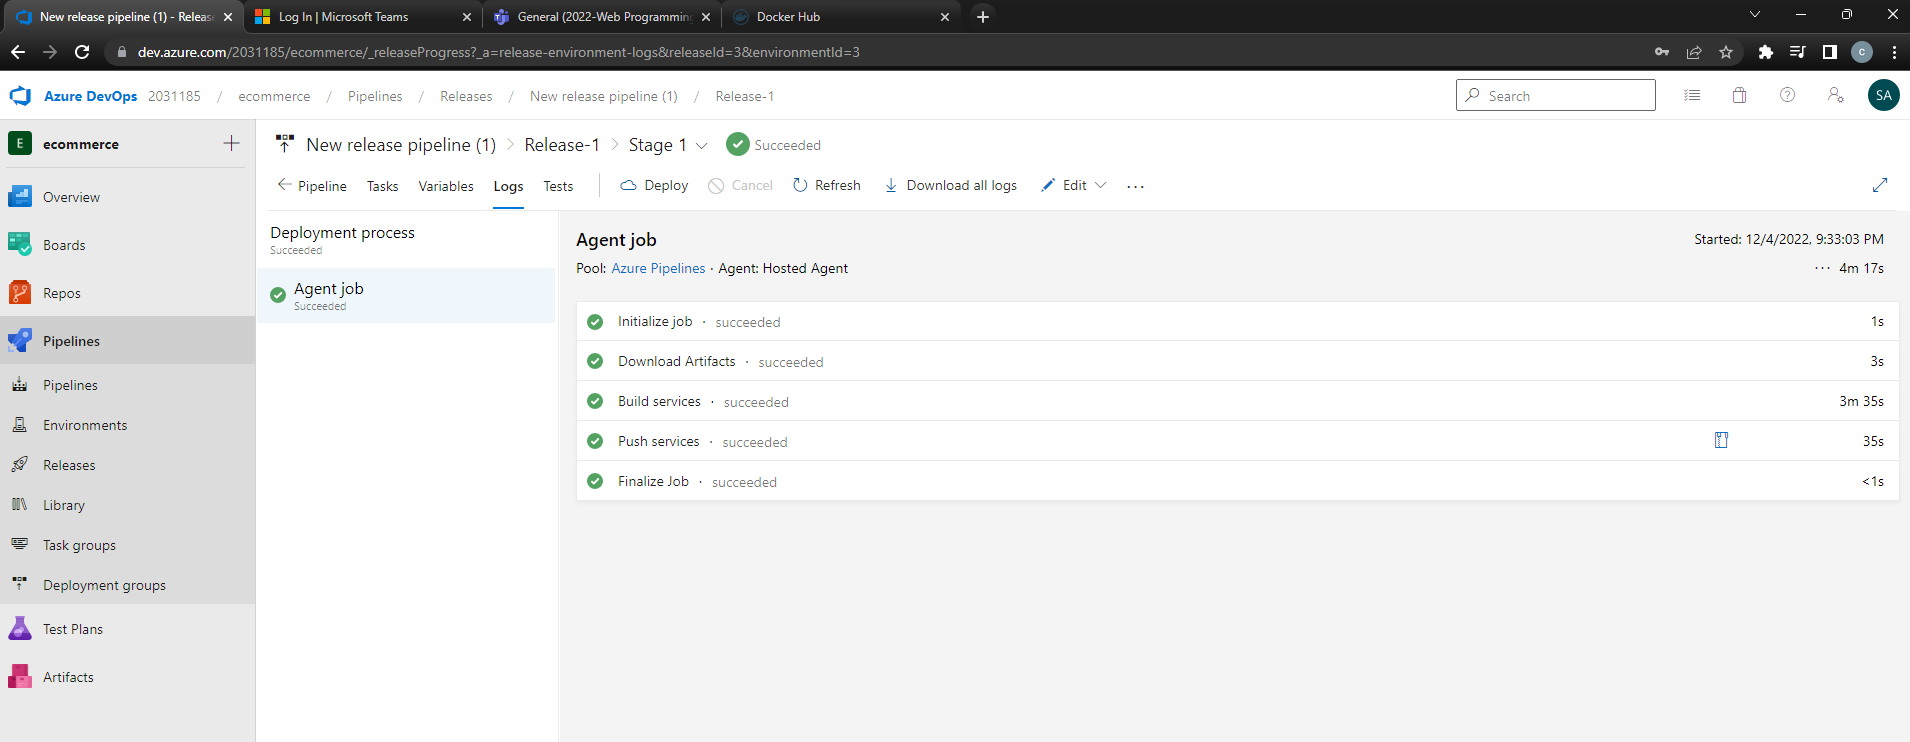 New release pipeline (1) - Releas
Log In | Microsoft Teams
General (2022-Web Programming
Docker Hub
dev.azure.com/2031185/ecommerce/_releaseProgress?_a=release-environment-logs&releaseId=3&environmentId=3
C
Azure DevOps 2031185 / ecommerce / Pipelines / Releases / New release pipeline (1) / Release-1
Search
SA
E ecommerce
New release pipeline (1) > Release-1 > Stage 1 Succeeded
Pipeline Tasks Variables Logs Tests Deploy Cancel Refresh Download all logs Edit ...
Overview
Boards
Repos
Pipelines
Pipelines
Environments
Releases
Library
Task groups
Deployment groups
Test Plans
Artifacts
Deployment process
Succeeded
Agent job
Succeeded
Agent job
Started: 12/4/2022, 9:33:03 PM
Pool: Azure Pipelines · Agent: Hosted Agent
... 4m 17s
Initialize job · succeeded 1s
Download Artifacts · succeeded 3s
Build services · succeeded 3m 35s
Push services · succeeded 35s
Finalize Job · succeeded <1s